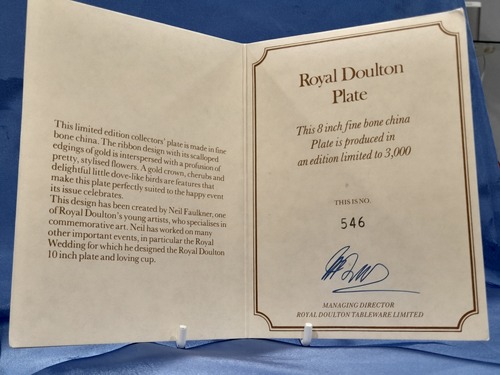 This limited edition collectors' plate is made in fine
bone china. The ribbon design with its scalloped
edgings of gold is interspersed with a profusion of
pretty, stylised flowers. A gold crown, cherubs and
delightful little dove-like birds are features that
make this plate perfectly suited to the happy event
its issue celebrates.
This design has been created by Neil Faulkner, one
of Royal Doulton's young artists, who specialises in
commemorative art. Neil has worked on many
other important events, in particular the Royal
Wedding for which he designed the Royal Doulton
10 inch plate and loving cup.
Royal Doulton
Plate
This 8 inch fine bone china
Plate is produced in
an edition limited to 3,000
THIS IS NO.
546
MANAGING DIRECTOR
ROYAL DOULTON TABLEWARE LIMITED